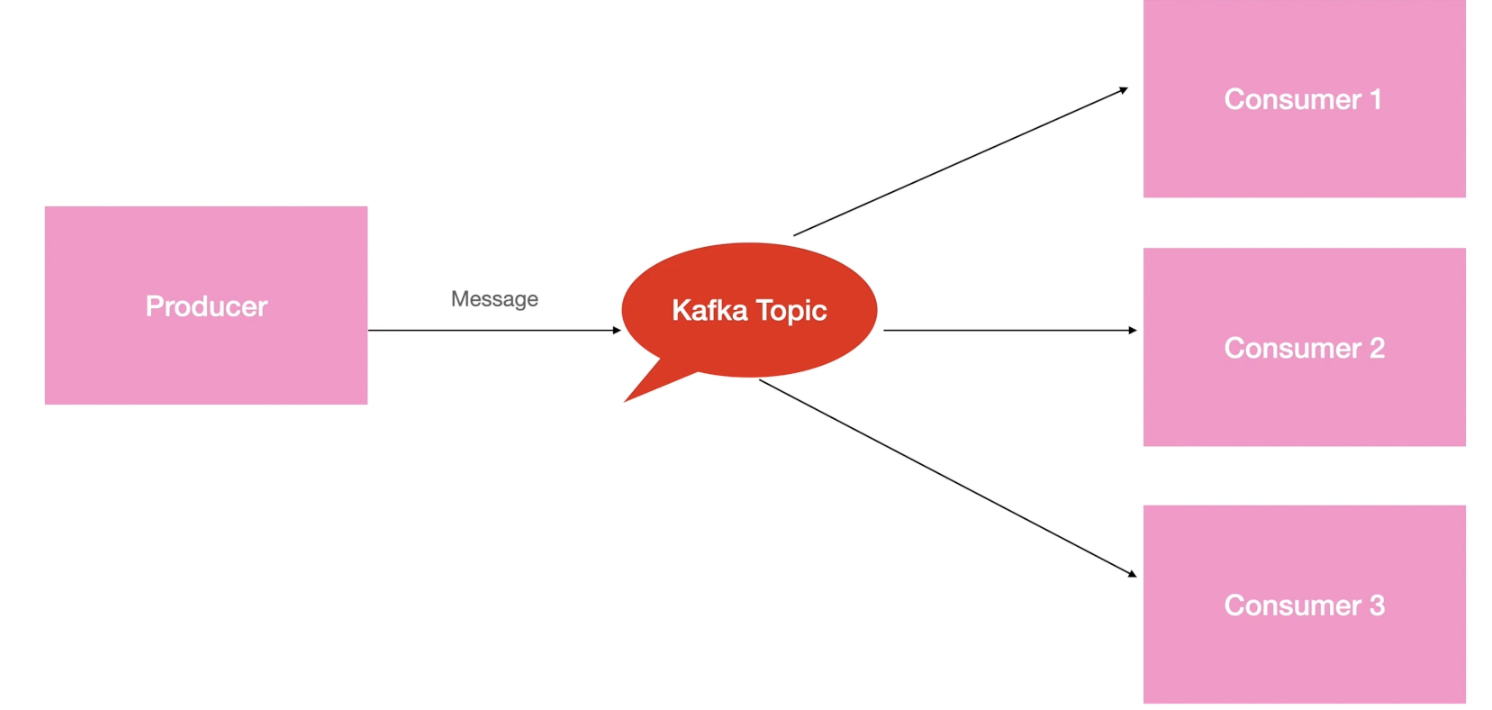 Producer
Message
Kafka Topic
Consumer 1
Consumer 2
Consumer 3